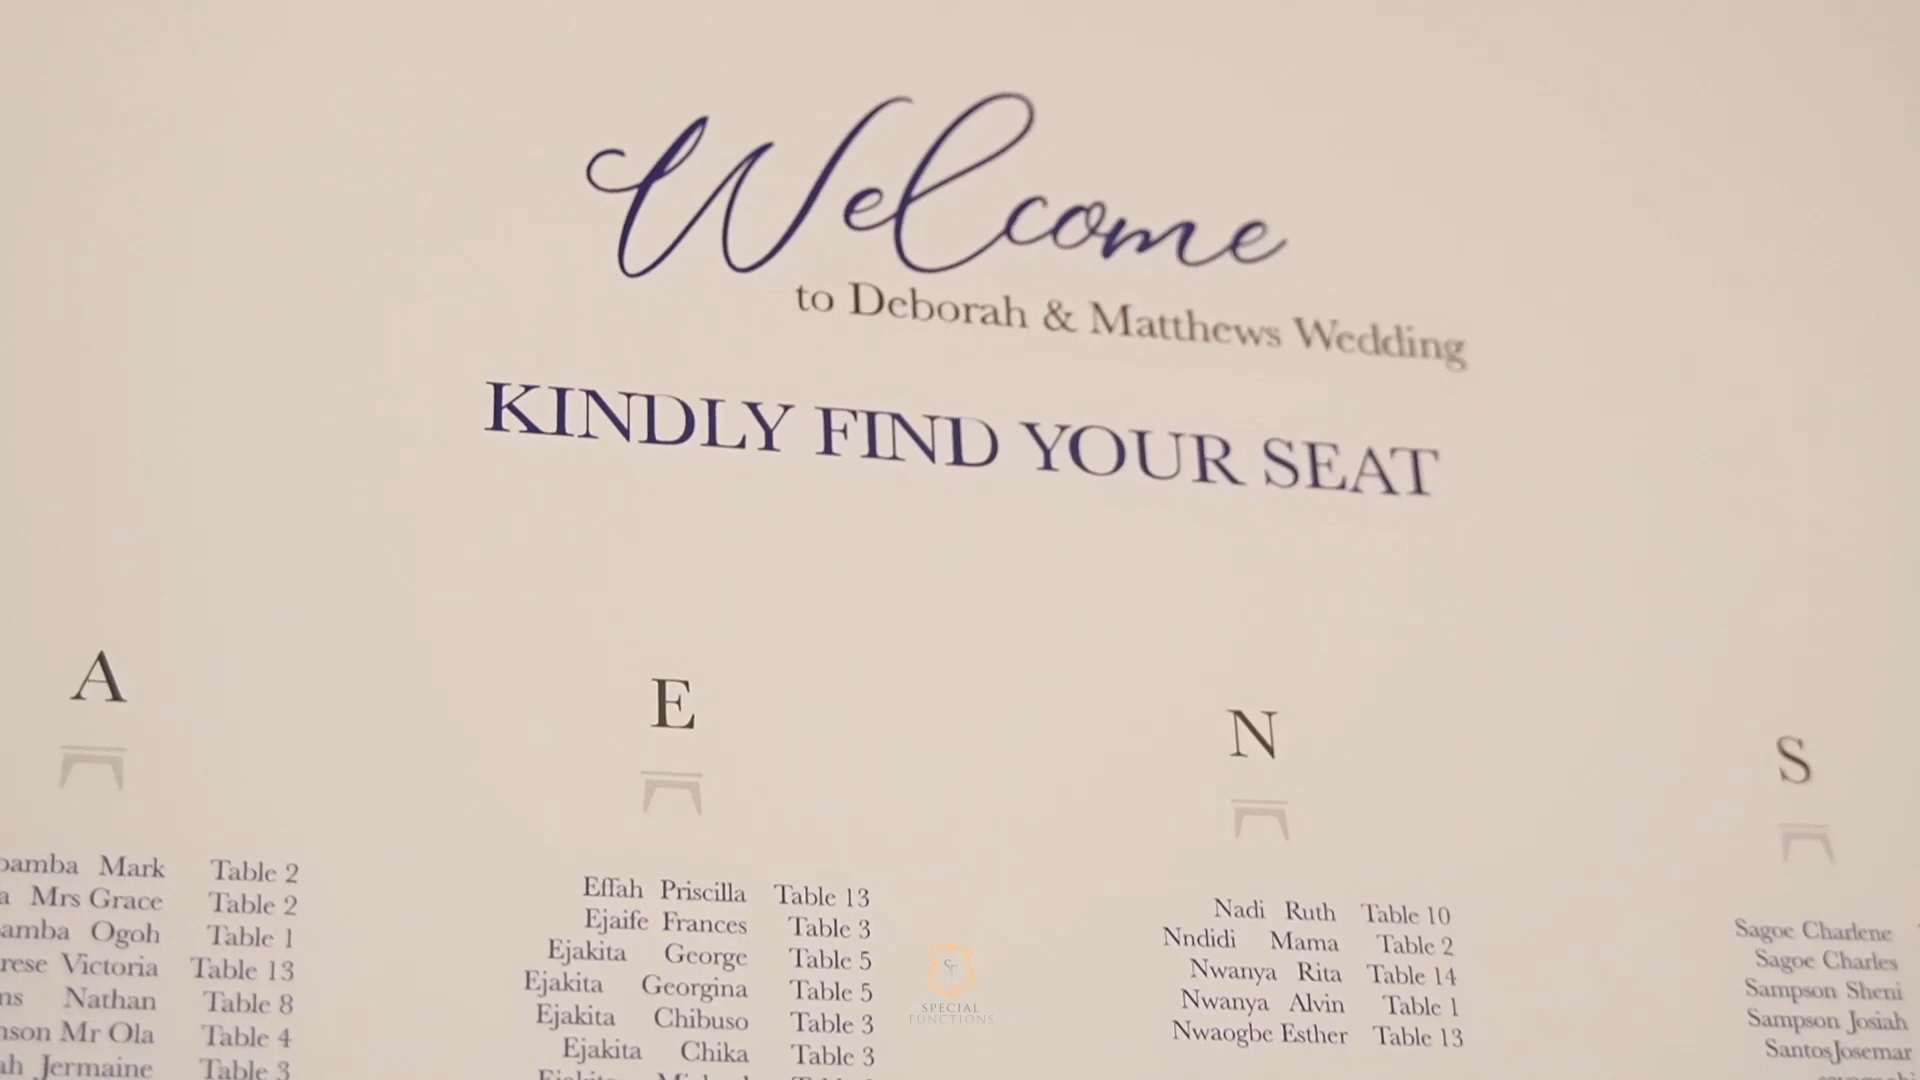 Welcome
to Deborah & Matthews Wedding
KINDLY FIND YOUR SEAT
A
Mark Table 2
Mrs Grace Table 2
Ogoh Table 1
Victoria Table 13
Nathan Table 8
Mr Ola Table 4
Jermaine Table 3
E
Effah Priscilla Table 13
Ejaife Frances Table 3
Ejakita George Table 5
Ejakita Georgina Table 5
Ejakita Chibuso Table 3
Ejakita Chika Table 3
N
Nadi Ruth Table 10
Nndidi Mama Table 2
Nwanya Rita Table 14
Nwanya Alvin Table 1
Nwaogbe Esther Table 13
S
Sagoe Charlene
Sagoe Charles
Sampson Sheni
Sampson Josiah
Santos Josemar
SPECIAL
FUNCTIONS